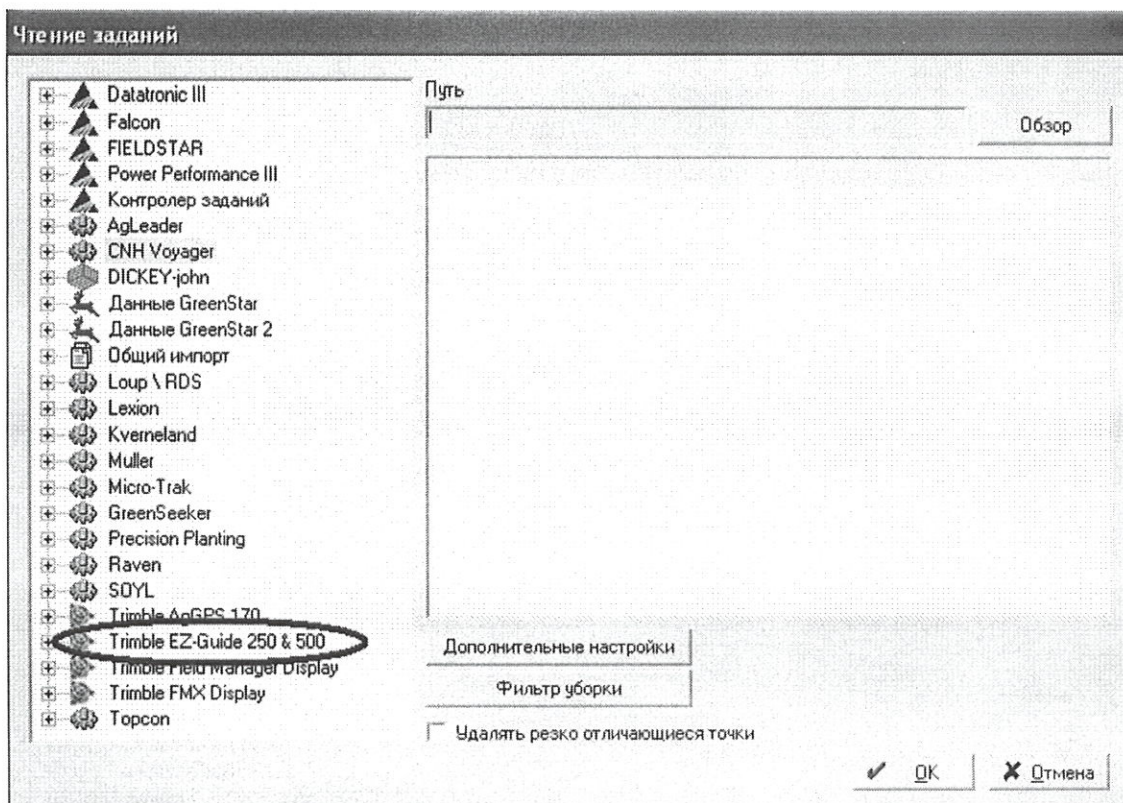 Чтение заданий
Datatronic III
Falcon
FIELDSTAR
Power Performance III
Контролер заданий
AgLeader
CNH Voyager
DICKEY-john
Данные GreenStar
Данные GreenStar 2
Общий импорт
Loup \ RDS
Lexion
Kverneland
Muller
Micro-Trak
GreenSeeker
Precision Planting
Raven
SOYL
Trimble AgGPS 170
Trimble EZ-Guide 250 & 500
Trimble Field Manager Display
Trimble FMX Display
Topcon
Путь
Обзор
Дополнительные настройки
Фильтр уборки
Удалять резко отличающиеся точки
OK
Отмена